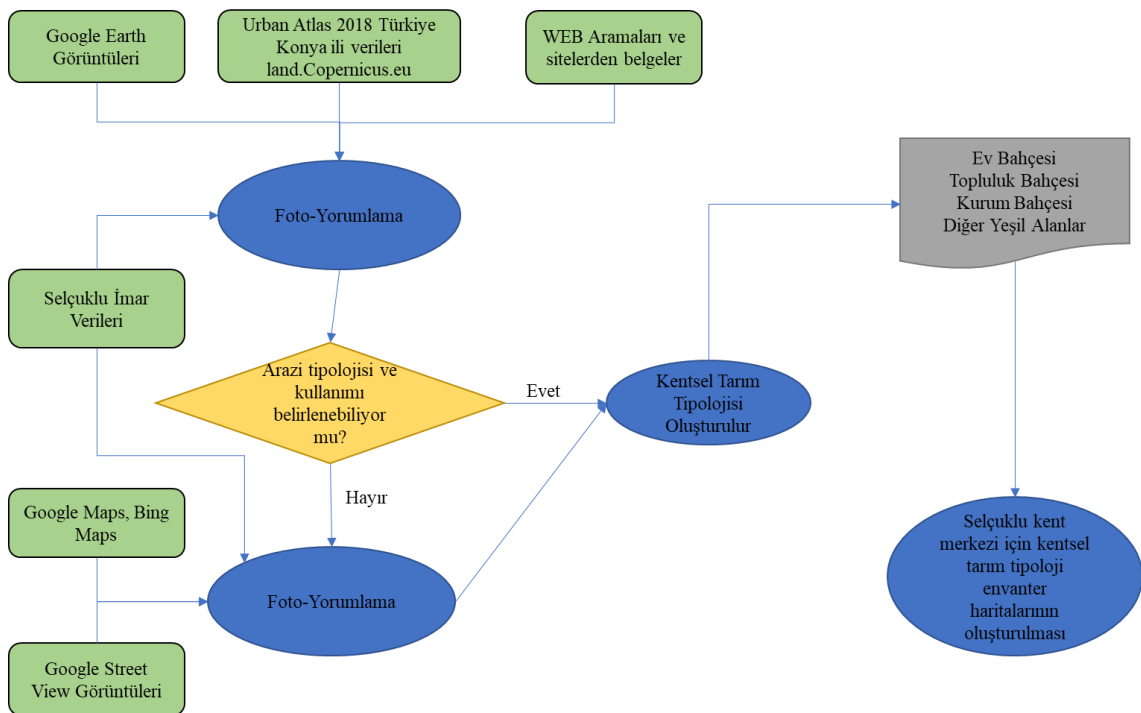 Google Earth
Görüntüleri
Urban Atlas 2018 Türkiye
Konya ili verileri
land.Copernicus.eu
WEB Aramaları ve
sitelerden belgeler
Foto-Yorumlama
Ev Bahçesi
Topluluk Bahçesi
Kurum Bahçesi
Diğer Yeşil Alanlar
Selçuklu İmar
Verileri
Arazi tipolojisi ve
kullanımı
belirlenebiliyor
mu?
Evet
Kentsel Tarım
Tipolojisi
Oluşturulur
Hayır
Google Maps, Bing
Maps
Foto-Yorumlama
Selçuklu kent
merkezi için kentsel
tarım tipoloji
envanter
haritalarının
oluşturulması
Google Street
View Görüntüleri